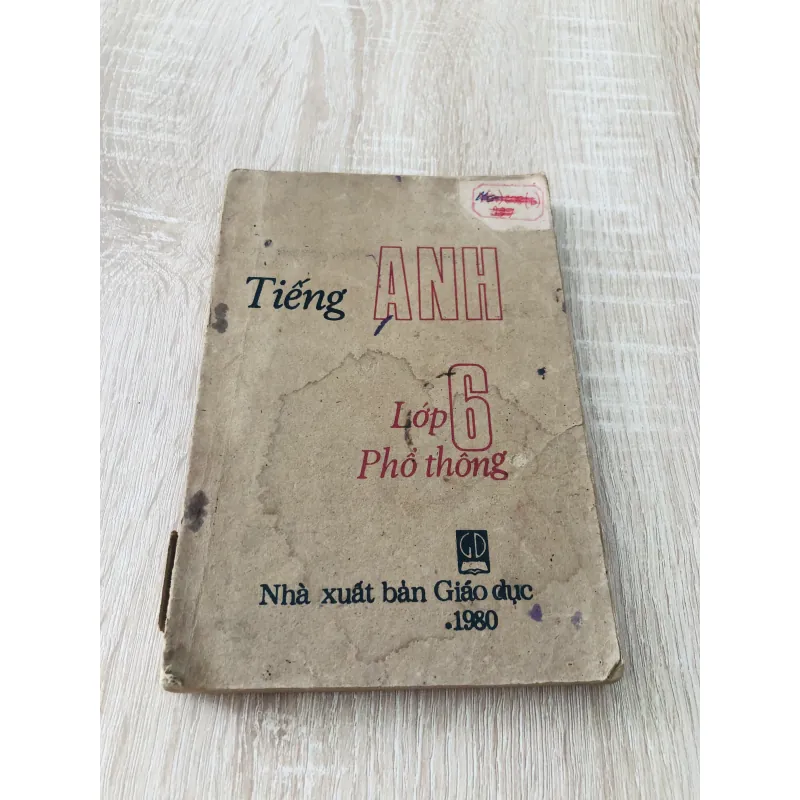 Tiếng ANH
Lớp 6
Phổ thông
GD
Nhà xuất bản Giáo dục
.1980